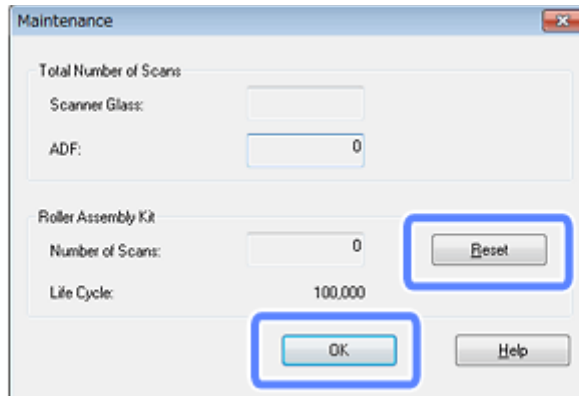 Maintenance
Total Number of Scans
Scanner Glass:
ADF: 0
Roller Assembly Kit
Number of Scans: 0 Reset
Life Cycle: 100,000
OK Help